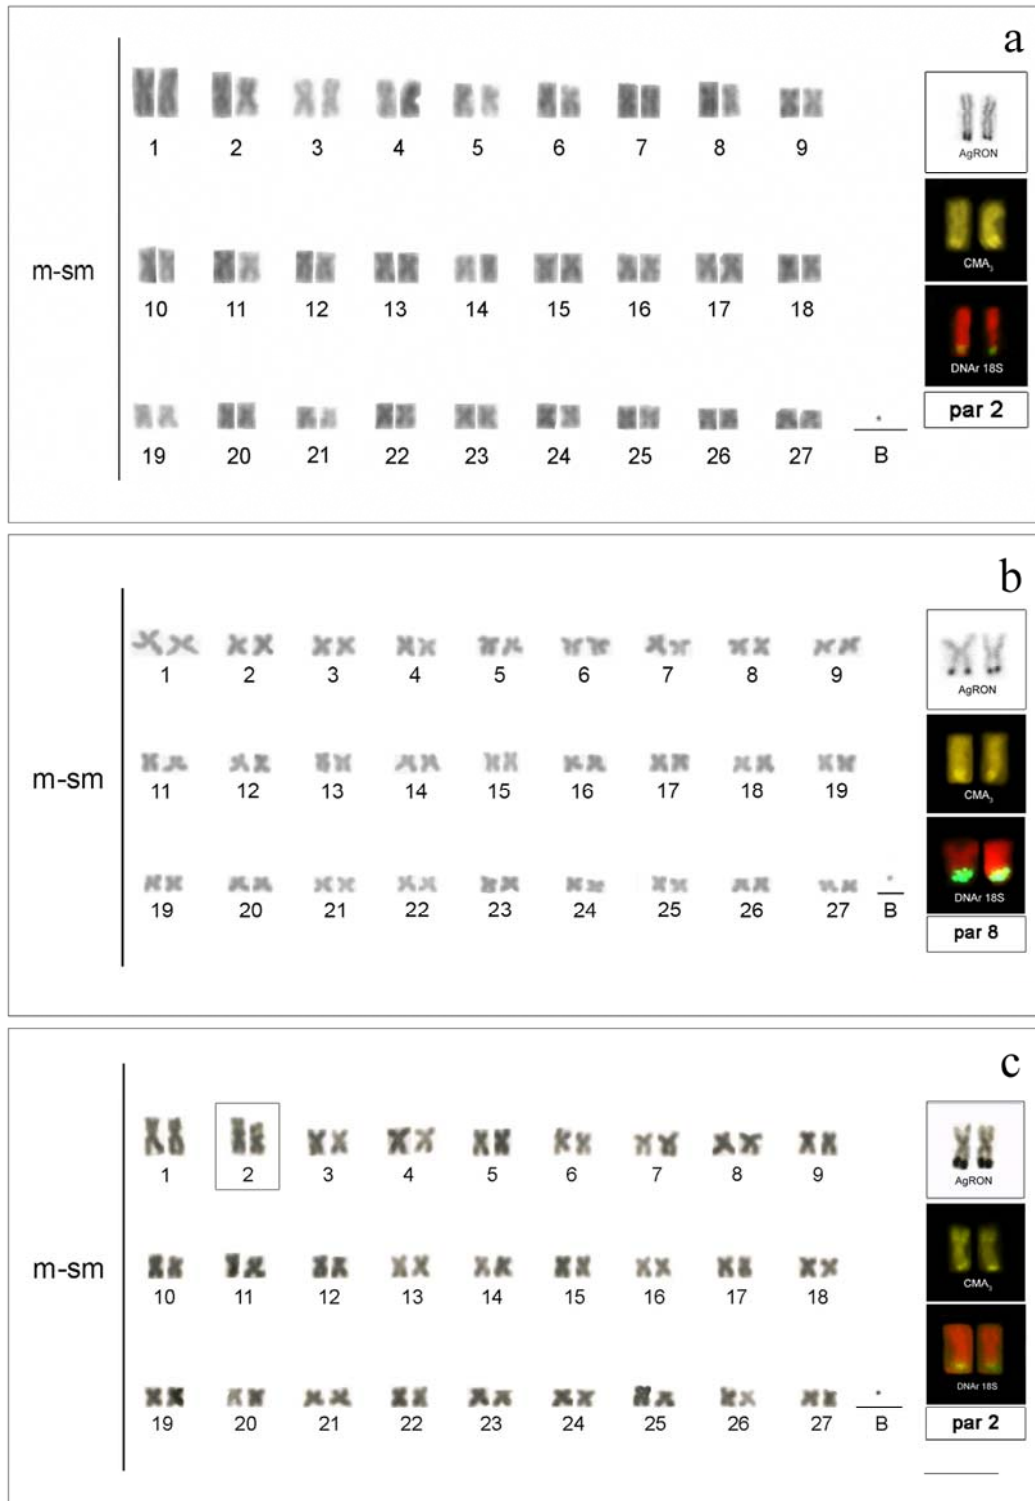 a
1 2 3 4 5 6 7 8 9
AgRON
CMA3
m-sm
10 11 12 13 14 15 16 17 18
DNAr 18S
par 2
19 20 21 22 23 24 25 26 27 B
b
1 2 3 4 5 6 7 8 9
AgRON
m-sm
11 12 13 14 15 16 17 18 19
CMA3
19 20 21 22 23 24 25 26 27 B
DNAr 18S
par 8
c
1 2 3 4 5 6 7 8 9
AgRON
m-sm
10 11 12 13 14 15 16 17 18
CMA3
DNAr 18S
19 20 21 22 23 24 25 26 27 B
par 2